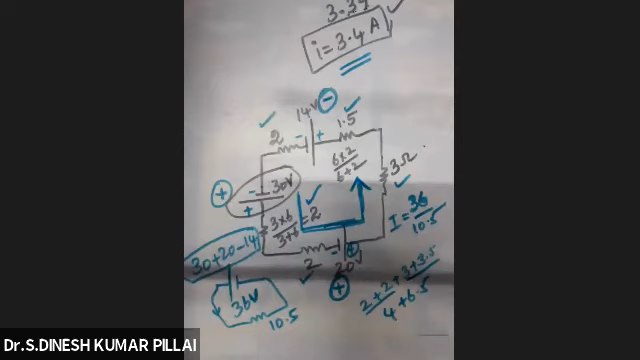 3.39
i = 3.4 A
14V -
2
- +
1.5
6×2
6+2
30V
+
-
+
3Ω
3×6
3+6 = 2
I = 36
10.5
30+20-14
2
20
- +
+
36V
10.5
2+2+3+3.5
4+6.5
Dr.S.DINESH KUMAR PILLAI